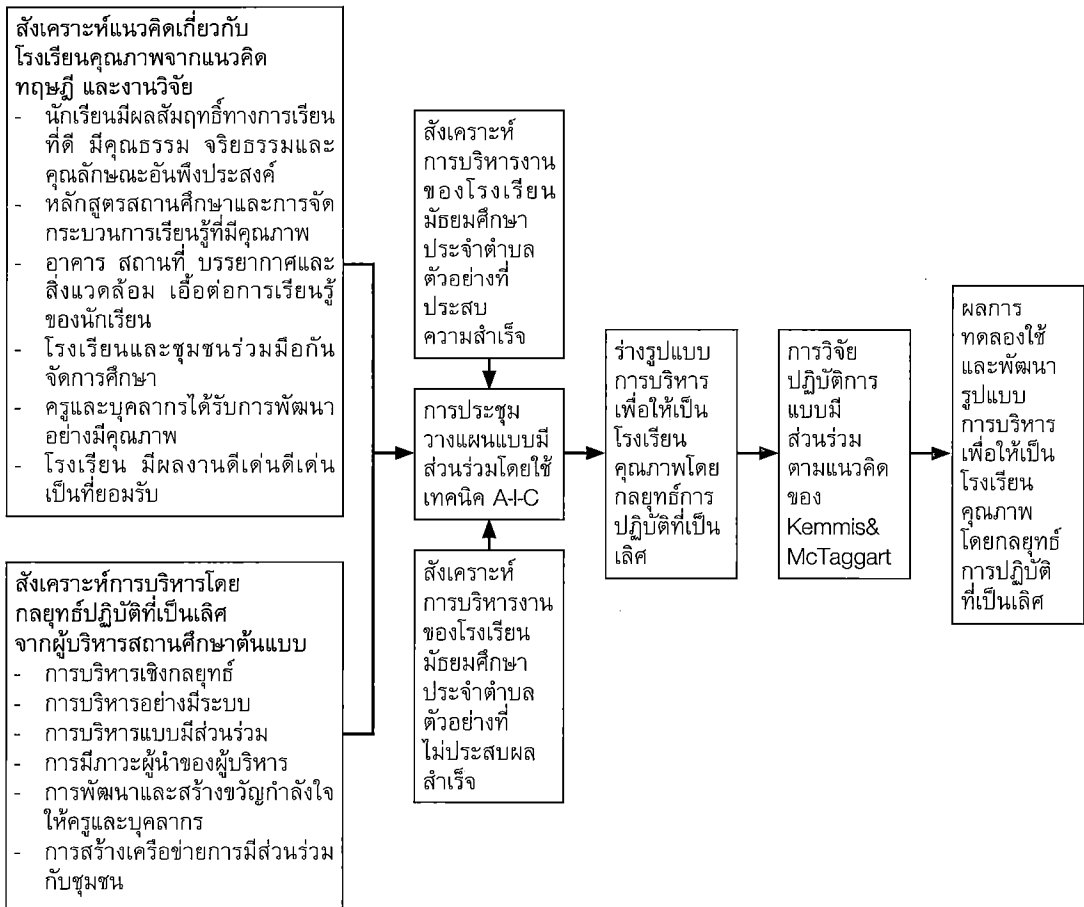 สังเคราะห์แนวคิดเกี่ยวกับ
โรงเรียนคุณภาพจากแนวคิด
ทฤษฎี และงานวิจัย
- นักเรียนมีผลสัมฤทธิ์ทางการเรียน
ที่ดี มีคุณธรรม จริยธรรมและ
คุณลักษณะอันพึงประสงค์
- หลักสูตรสถานศึกษาและการจัด
กระบวนการเรียนรู้ที่มีคุณภาพ
- อาคาร สถานที่ บรรยากาศและ
สิ่งแวดล้อม เอื้อต่อการเรียนรู้
ของนักเรียน
- โรงเรียนและชุมชนร่วมมือกัน
จัดการศึกษา
- ครูและบุคลากรได้รับการพัฒนา
อย่างมีคุณภาพ
- โรงเรียน มีผลงานดีเด่นดีเด่น
เป็นที่ยอมรับ
สังเคราะห์การบริหารโดย
กลยุทธ์ปฏิบัติที่เป็นเลิศ
จากผู้บริหารสถานศึกษาต้นแบบ
- การบริหารเชิงกลยุทธ์
- การบริหารอย่างมีระบบ
- การบริหารแบบมีส่วนร่วม
- การมีภาวะผู้นำของผู้บริหาร
- การพัฒนาและสร้างขวัญกำลังใจ
ให้ครูและบุคลากร
- การสร้างเครือข่ายการมีส่วนร่วม
กับชุมชน
สังเคราะห์
การบริหารงาน
ของโรงเรียน
มัธยมศึกษา
ประจำตำบล
ตัวอย่างที่
ประสบ
ความสำเร็จ
การประชุม
วางแผนแบบมี
ส่วนร่วมโดยใช้
เทคนิค A-I-C
สังเคราะห์
การบริหารงาน
ของโรงเรียน
มัธยมศึกษา
ประจำตำบล
ตัวอย่างที่
ไม่ประสบผล
สำเร็จ
ร่างรูปแบบ
การบริหาร
เพื่อให้เป็น
โรงเรียน
คุณภาพโดย
กลยุทธ์การ
ปฏิบัติที่เป็น
เลิศ
การวิจัย
ปฏิบัติการ
แบบมี
ส่วนร่วม
ตามแนวคิด
ของ
Kemmis&
McTaggart
ผลการ
ทดลองใช้
และพัฒนา
รูปแบบ
การบริหาร
เพื่อให้เป็น
โรงเรียน
คุณภาพ
โดยกลยุทธ์
การปฏิบัติ
ที่เป็นเลิศ